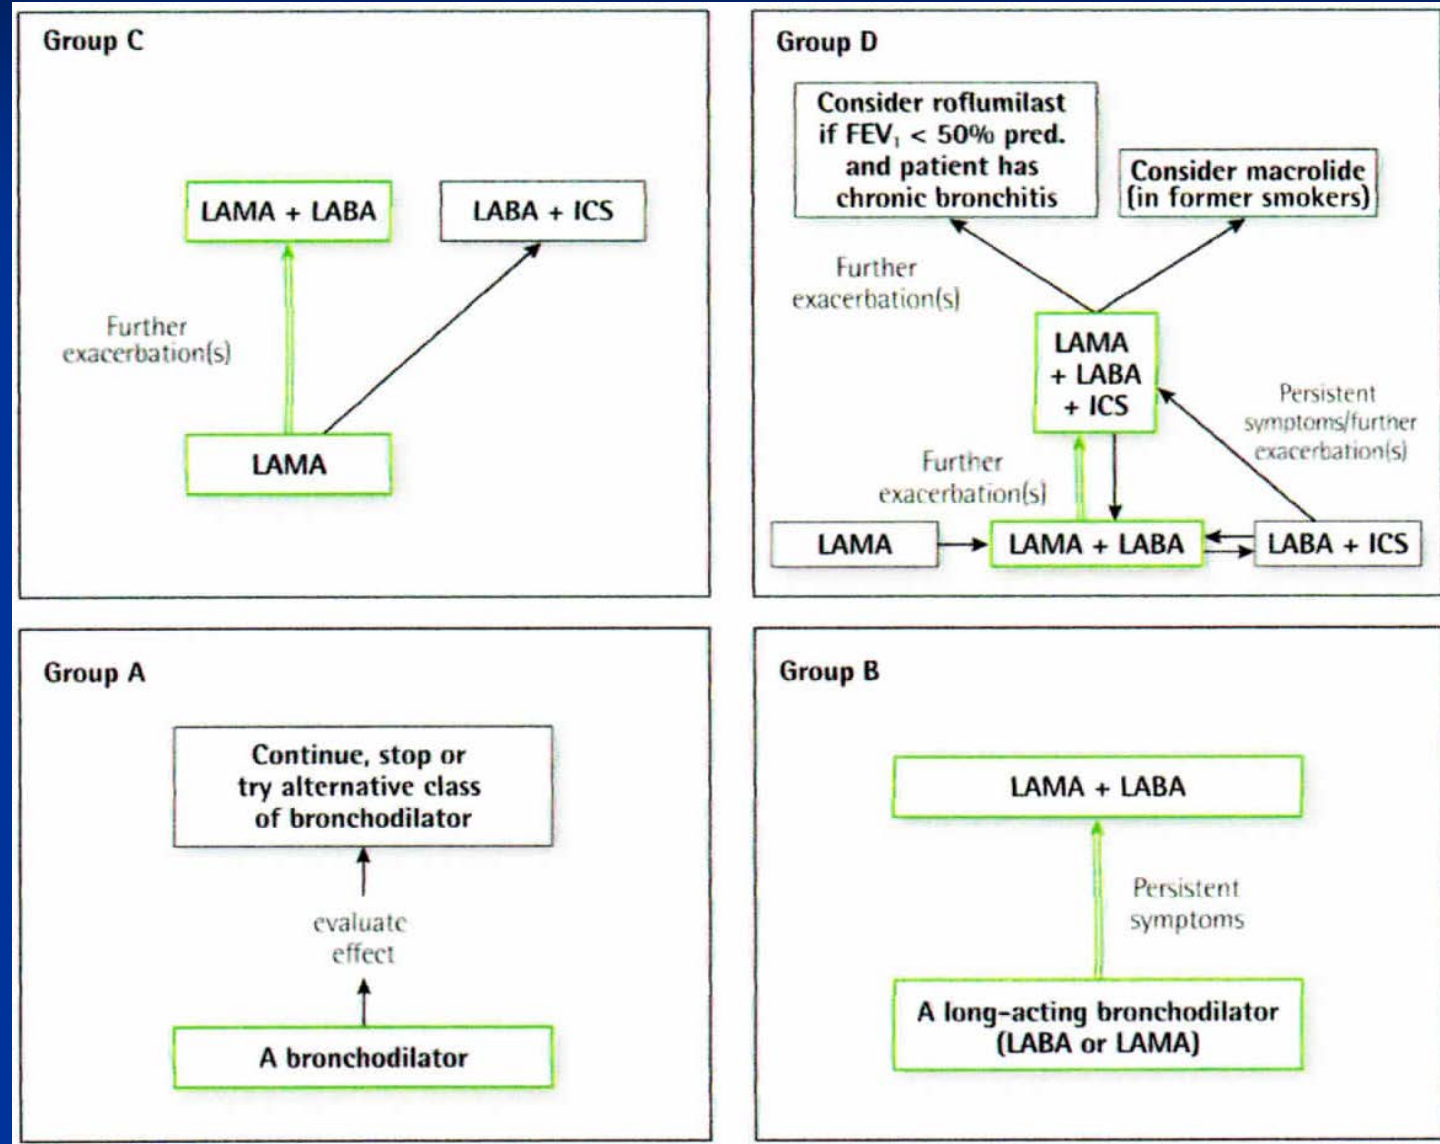 Group C
LAMA + LABA
LABA + ICS
Further
exacerbation(s)
LAMA
Group D
Consider roflumilast
if FEV₁ < 50% pred.
and patient has
chronic bronchitis
Consider macrolide
(in former smokers)
Further
exacerbation(s)
LAMA
+ LABA
+ ICS
Persistent
symptoms/further
exacerbation(s)
Further
exacerbation(s)
LAMA
LAMA + LABA
LABA + ICS
Group A
Continue, stop or
try alternative class
of bronchodilator
evaluate
effect
A bronchodilator
Group B
LAMA + LABA
Persistent
symptoms
A long-acting bronchodilator
(LABA or LAMA)